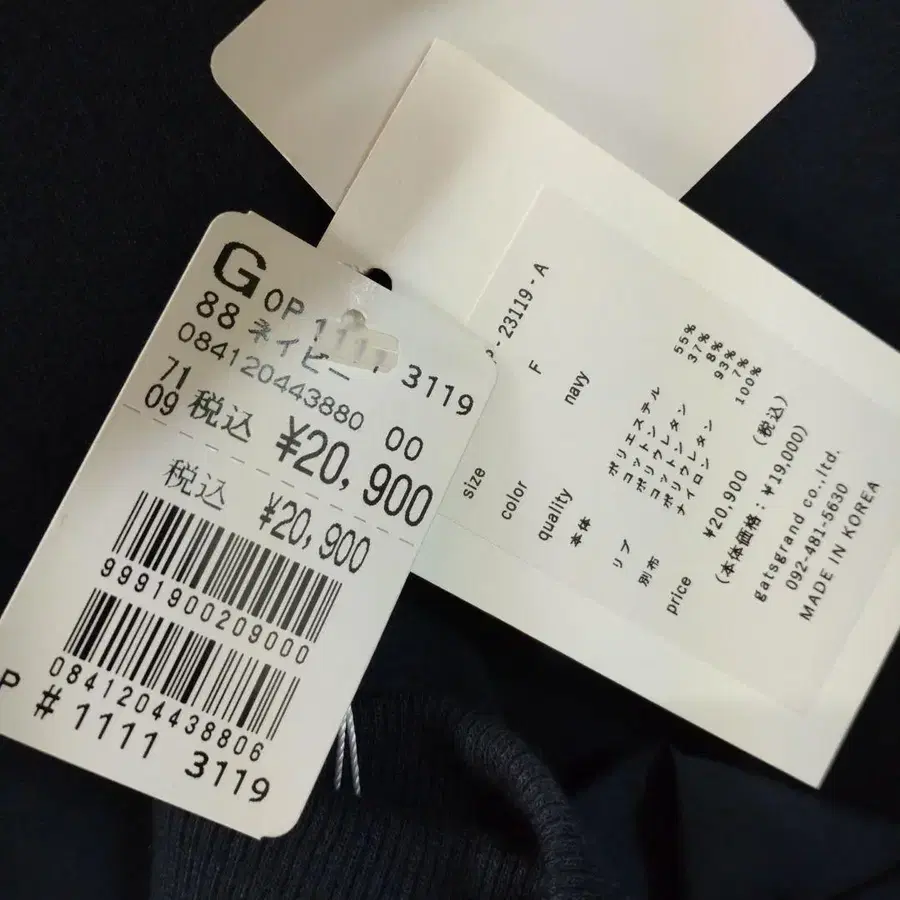 G OP 1111 3119
88 ネイビー
084120443880 00
71
09 税込 ¥20,900
税込 ¥20,900
9991900209000
0841204438806
P # 1111 3119
- 23119 - A
size F
color navy
quality
本体 ポリエステル 55%
コットン 37%
ポリウレタン 8%
リブ コットン 93%
ポリウレタン 7%
別布 ナイロン 100%
price ¥20,900 (税込)
(本体価格:¥19,000)
gatsgrand co.,ltd.
092-481-5630
MADE IN KOREA